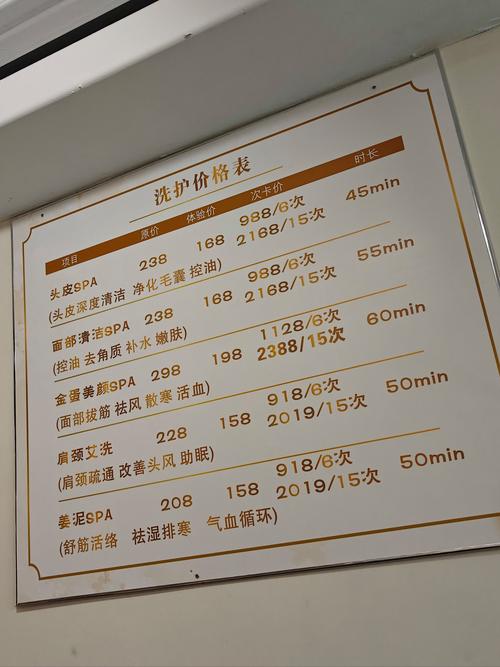 洗护价格表
项目 原价 体验价 次卡价 时长
头皮SPA 238 168 988/6次 45min
2168/15次
(头皮深度清洁 净化毛囊 控油)
面部清洁SPA 238 168 988/6次 55min
2168/15次
(控油 去角质 补水 嫩肤)
金蛋美颜SPA 298 198 1128/6次 60min
2388/15次
(面部拔筋 祛风 散寒 活血)
肩颈艾洗 228 158 918/6次 50min
2019/15次
(肩颈疏通 改善头风 助眠)
姜泥SPA 208 158 918/6次 50min
2019/15次
(舒筋活络 祛湿排寒 气血循环)